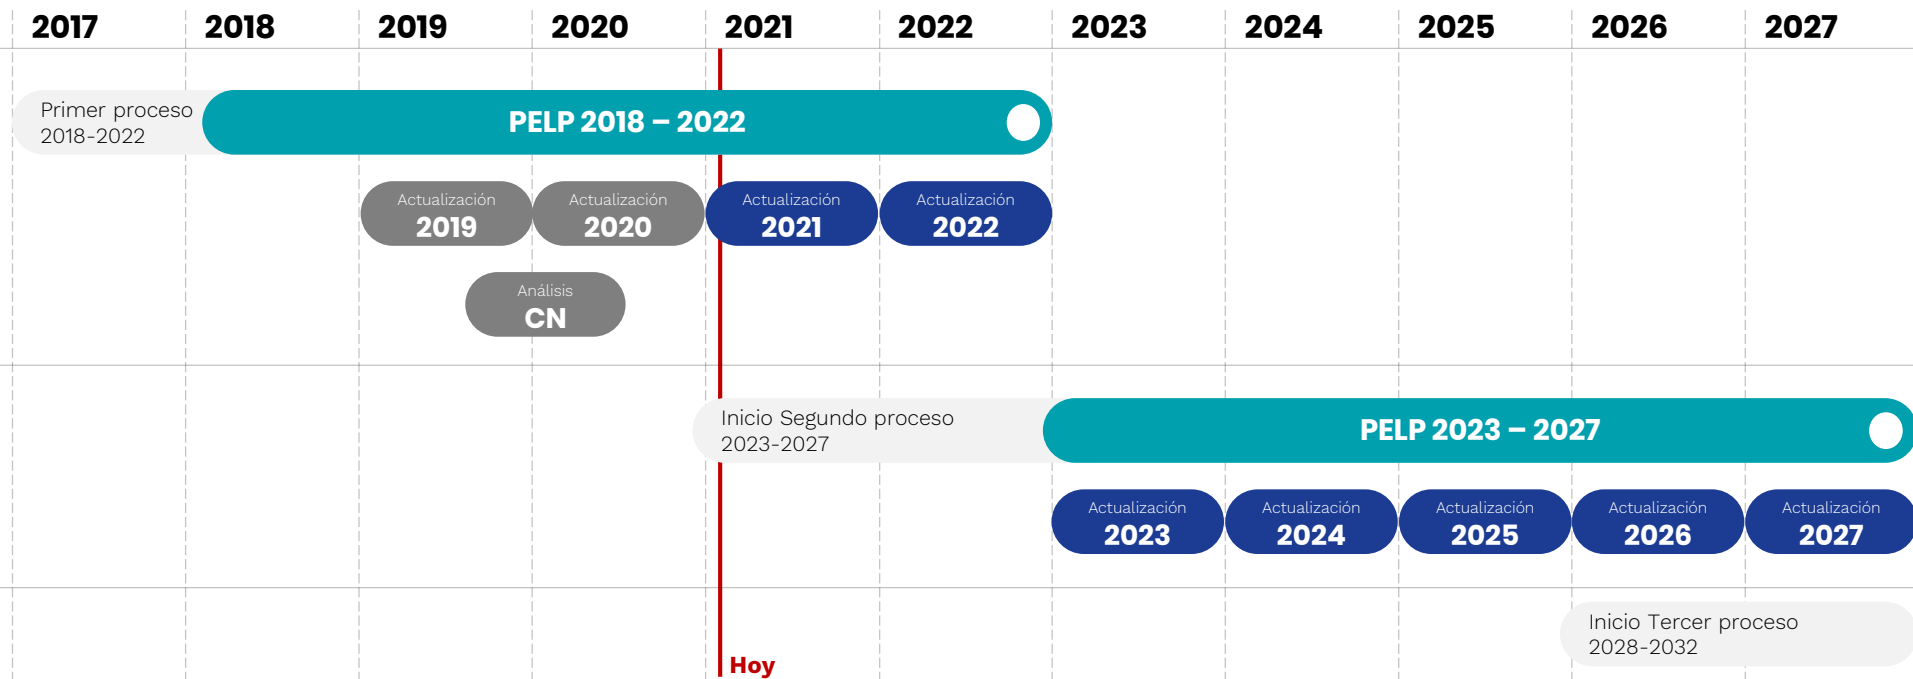 2017 2018 2019 2020 2021 2022 2023 2024 2025 2026 2027
Primer proceso
2018-2022
PELP 2018 – 2022
Actualización
2019
Actualización
2020
Actualización
2021
Actualización
2022
Análisis
CN
Inicio Segundo proceso
2023-2027
PELP 2023 – 2027
Actualización
2023
Actualización
2024
Actualización
2025
Actualización
2026
Actualización
2027
Inicio Tercer proceso
2028-2032
Hoy